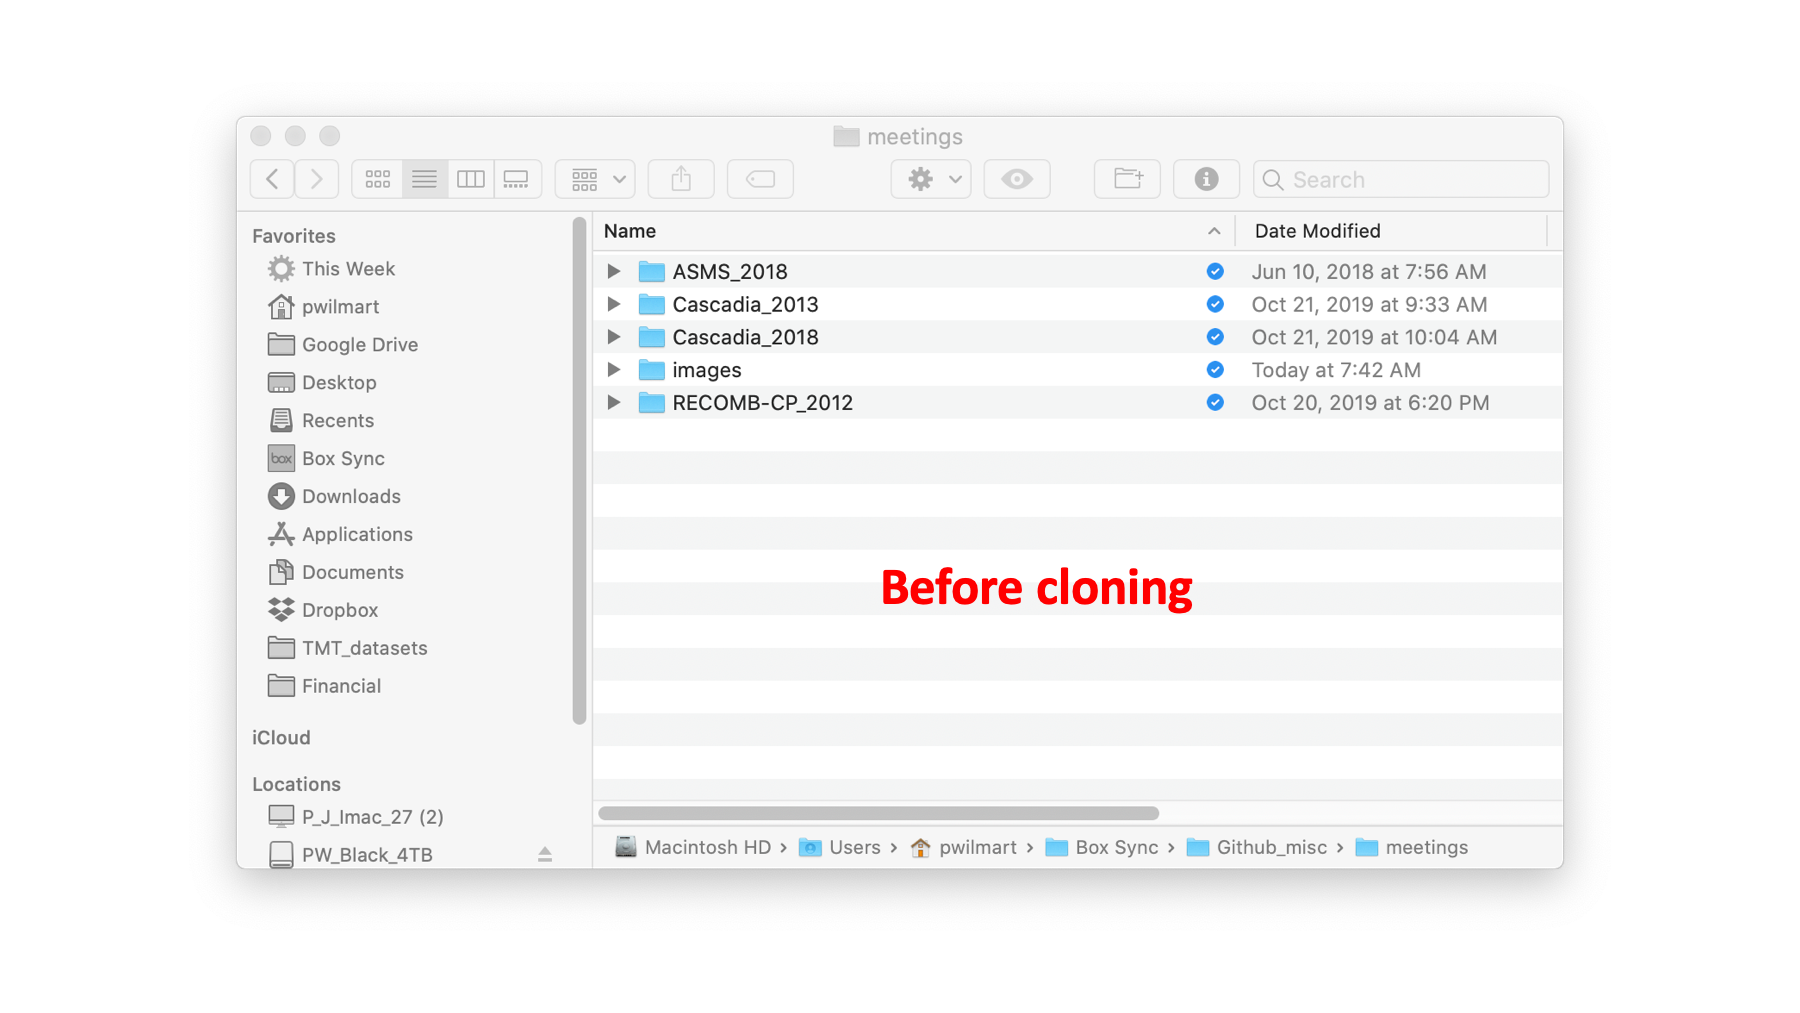 meetings
Search
Favorites
This Week
pwilmart
Google Drive
Desktop
Recents
box Box Sync
Downloads
Applications
Documents
Dropbox
TMT_datasets
Financial
iCloud
Locations
P_J_Imac_27 (2)
PW_Black_4TB
Name Date Modified
ASMS_2018 Jun 10, 2018 at 7:56 AM
Cascadia_2013 Oct 21, 2019 at 9:33 AM
Cascadia_2018 Oct 21, 2019 at 10:04 AM
images Today at 7:42 AM
RECOMB-CP_2012 Oct 20, 2019 at 6:20 PM
Before cloning
Macintosh HD › Users › pwilmart › Box Sync › Github_misc › meetings